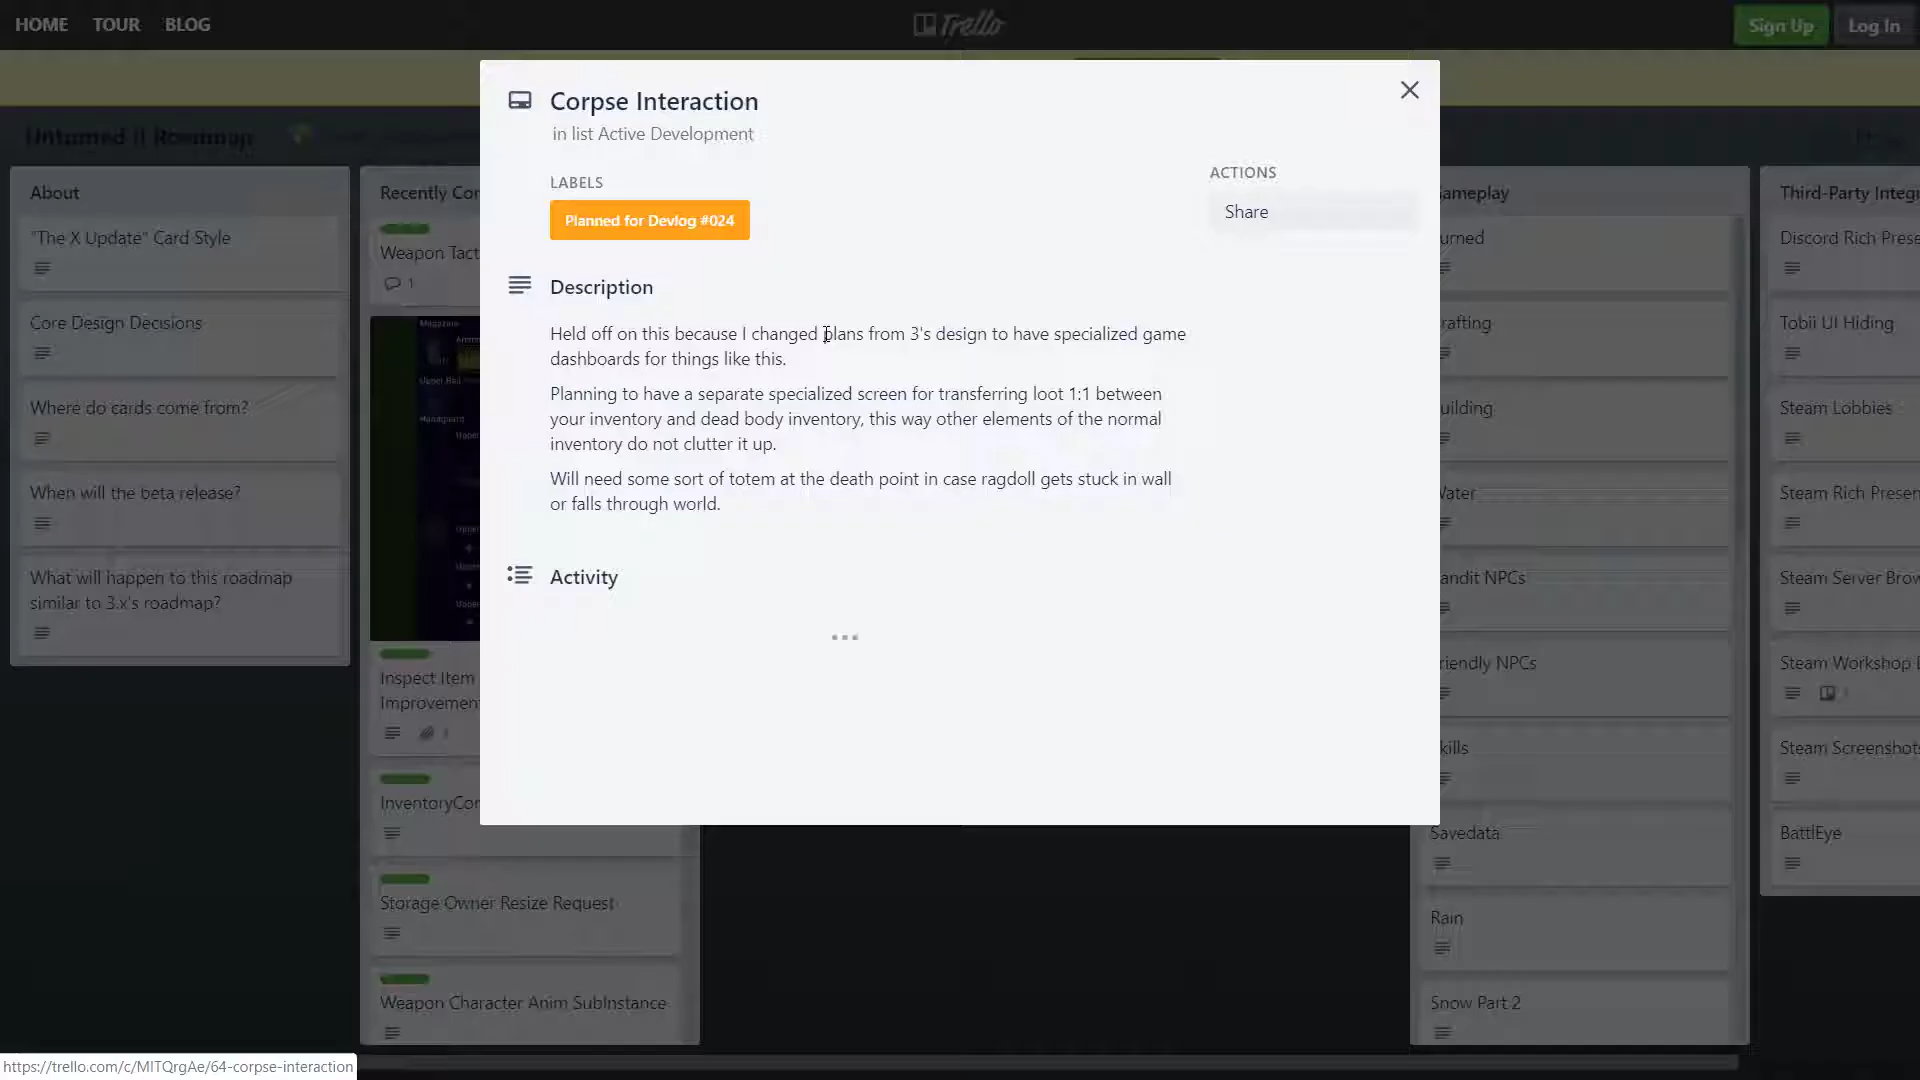 HOME TOUR BLOG
Trello
Sign Up Log In
Unturned II Roadmap
About
"The X Update" Card Style
Core Design Decisions
Where do cards come from?
When will the beta release?
What will happen to this roadmap
similar to 3.x's roadmap?
Recently Co
Weapon Tact
1
Magazine
Inspect Item
Improvemen
InventoryCo
Storage Owner Resize Request
Weapon Character Anim SubInstance
Corpse Interaction
in list Active Development
LABELS
Planned for Devlog #024
Description
Held off on this because I changed plans from 3's design to have specialized game
dashboards for things like this.
Planning to have a separate specialized screen for transferring loot 1:1 between
your inventory and dead body inventory, this way other elements of the normal
inventory do not clutter it up.
Will need some sort of totem at the death point in case ragdoll gets stuck in wall
or falls through world.
Activity
ACTIONS
Share
ameplay
urned
rafting
uilding
Water
andit NPCs
riendly NPCs
kills
Savedata
Rain
Snow Part 2
Third-Party Integr
Discord Rich Prese
Tobii UI Hiding
Steam Lobbies
Steam Rich Presen
Steam Server Brow
Steam Workshop
Steam Screenshots
BattlEye
https://trello.com/c/MITQrgAe/64-corpse-interaction